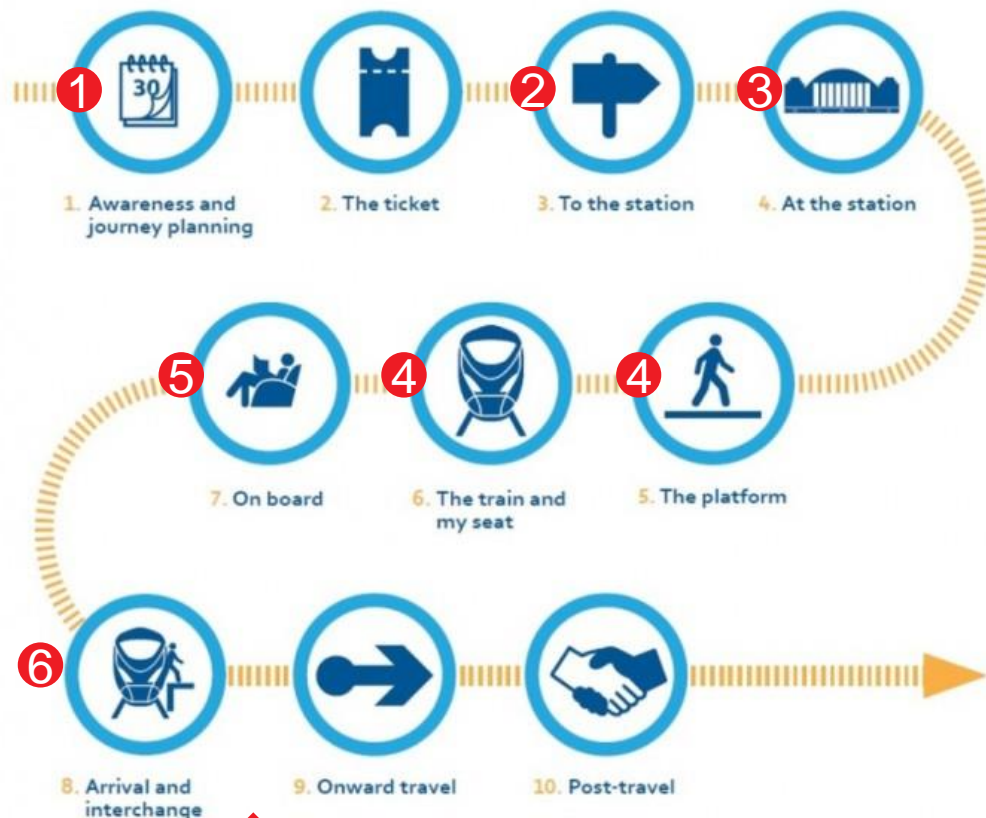 1
30
2
3
1. Awareness and
journey planning
2. The ticket
3. To the station
4. At the station
5
4
4
7. On board
6. The train and
my seat
5. The platform
6
8. Arrival and
interchange
9. Onward travel
10. Post-travel